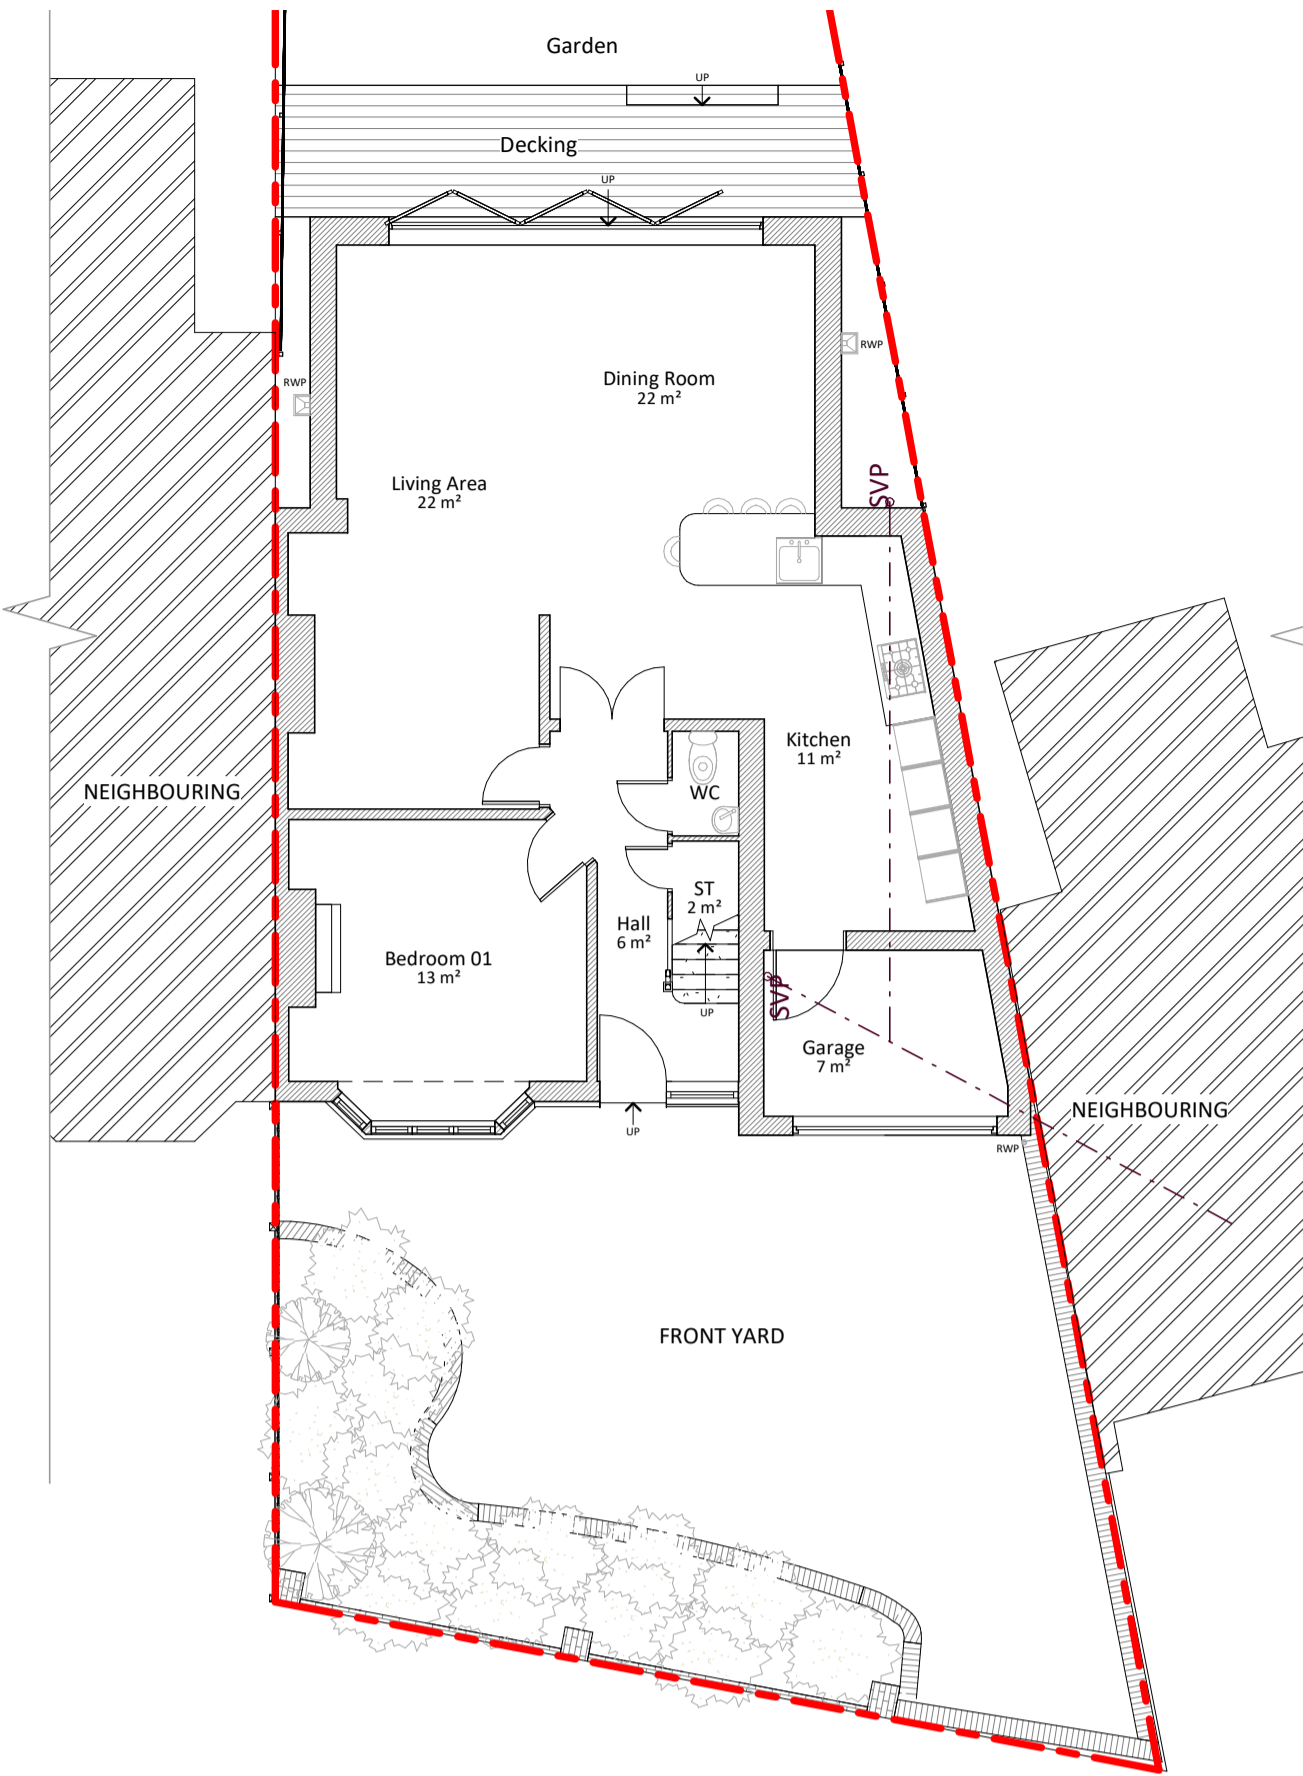 Garden
UP
Decking
UP
RWP
Dining Room
22 m²
RWP
Living Area
22 m²
SVP
Kitchen
11 m²
NEIGHBOURING
WC
ST
2 m²
Hall
6 m²
Bedroom 01
13 m²
SVP
UP
Garage
7 m²
NEIGHBOURING
UP
RWP
FRONT YARD